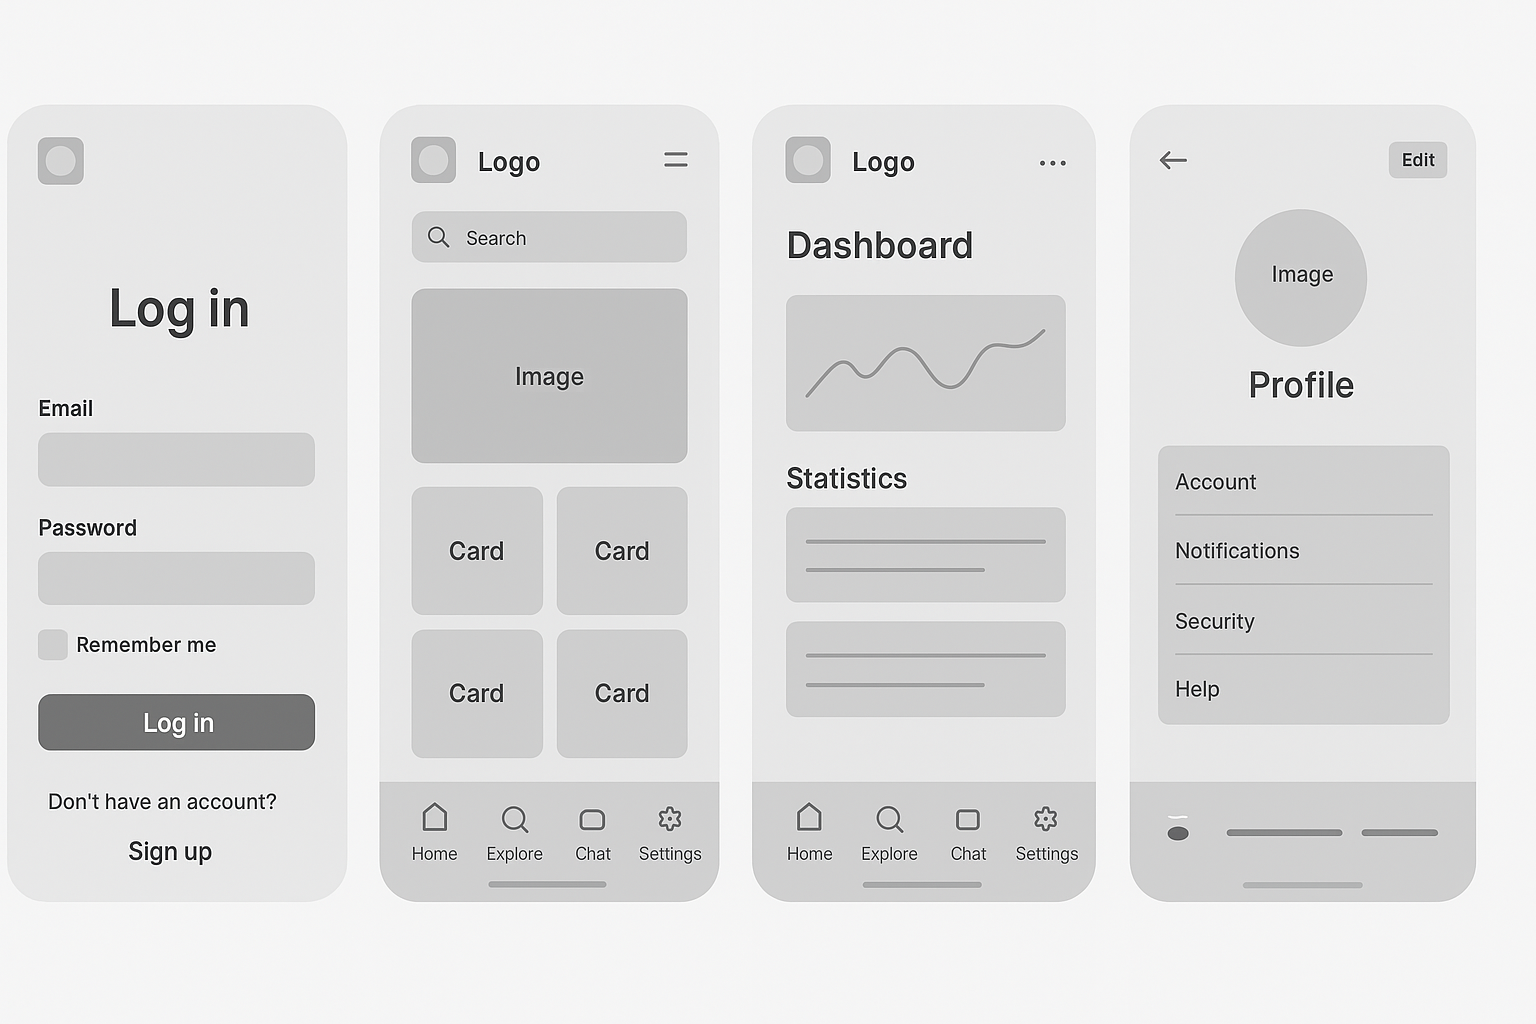 Log in
Email
Password
Remember me
Log in
Don't have an account?
Sign up
Logo
Search
Image
Card Card
Card Card
Home Explore Chat Settings
Logo
Dashboard
Statistics
Home Explore Chat Settings
Edit
Image
Profile
Account
Notifications
Security
Help